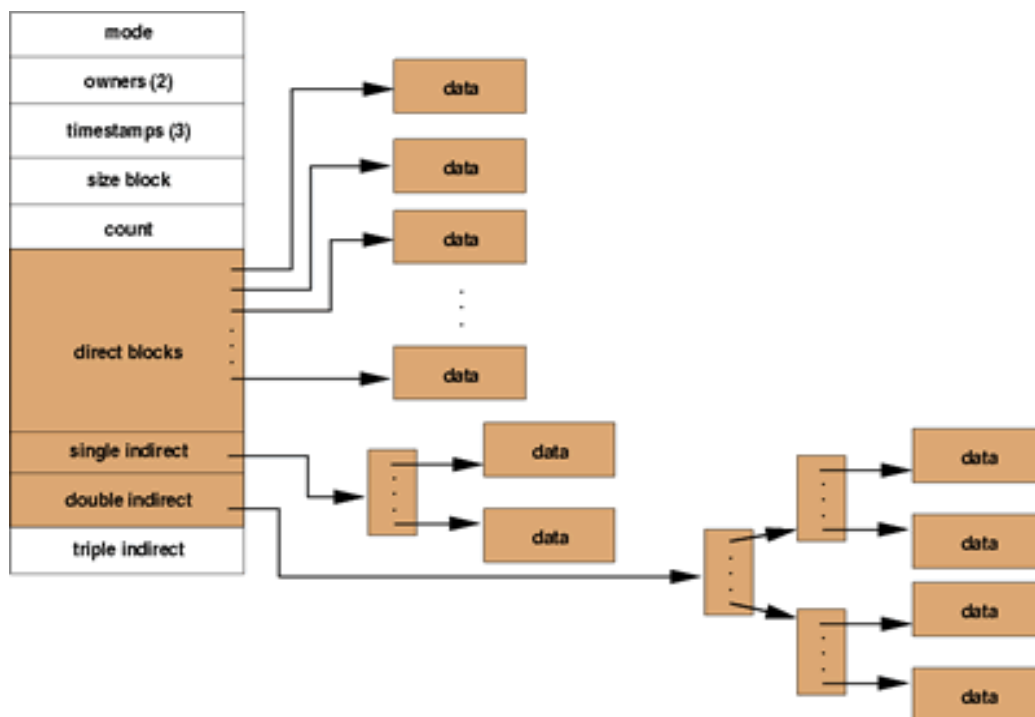 mode
owners (2)
timestamps (3)
size block
count
direct blocks
single indirect
double indirect
triple indirect
data
data
data
data
data
data
data
data
data
data